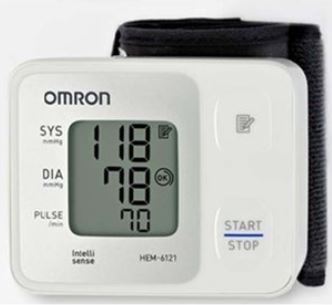 OMRON
SYS 118
mmHg
DIA 78 OK
mmHg
PULSE 70
/min
Intelli
sense
HEM-6121
START
STOP